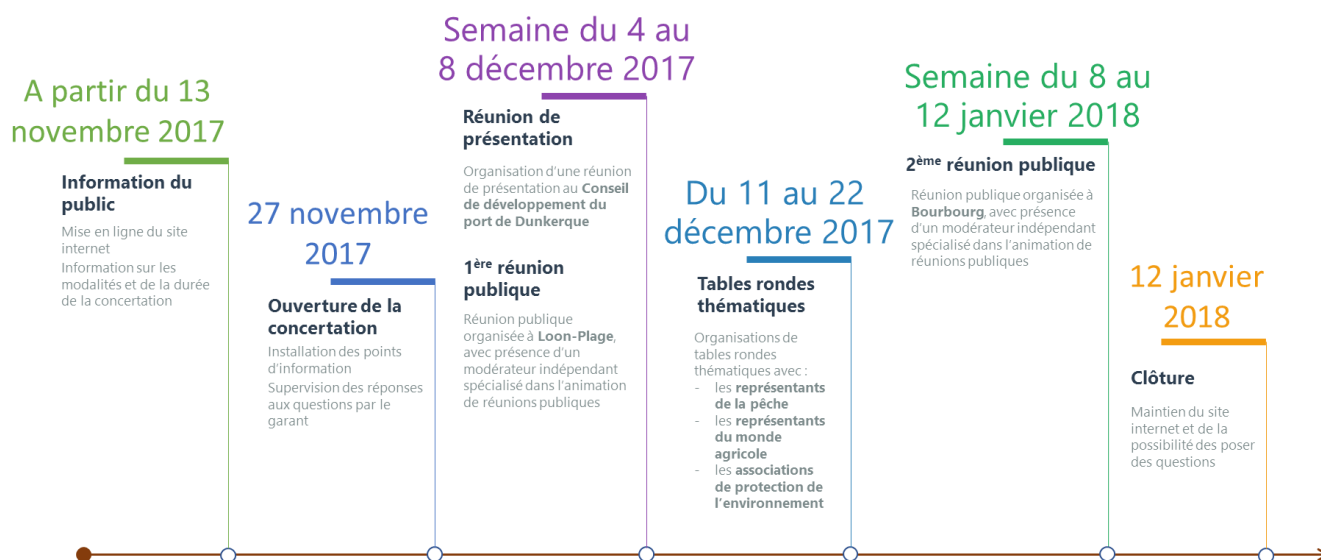 A partir du 13
novembre 2017
Information du
public
Mise en ligne du site
internet
Information sur les
modalités et de la durée
de la concertation
27 novembre
2017
Ouverture de la
concertation
Installation des points
d'information
Supervision des réponses
aux questions par le
garant
Semaine du 4 au
8 décembre 2017
Réunion de
présentation
Organisation d'une réunion
de présentation au Conseil
de développement du
port de Dunkerque
1ère réunion
publique
Réunion publique
organisée à Loon-Plage,
avec présence d'un
modérateur indépendant
spécialisé dans l'animation
de réunions publiques
Du 11 au 22
décembre 2017
Tables rondes
thématiques
Organisations de
tables rondes
thématiques avec :
- les représentants
de la pêche
- les représentants
du monde
agricole
- les associations
de protection de
l'environnement
Semaine du 8 au
12 janvier 2018
2ème réunion publique
Réunion publique organisée à
Bourbourg, avec présence
d'un modérateur indépendant
spécialisé dans l'animation de
réunions publiques
12 janvier
2018
Clôture
Maintien du site
internet et de la
possibilité des poser
des questions